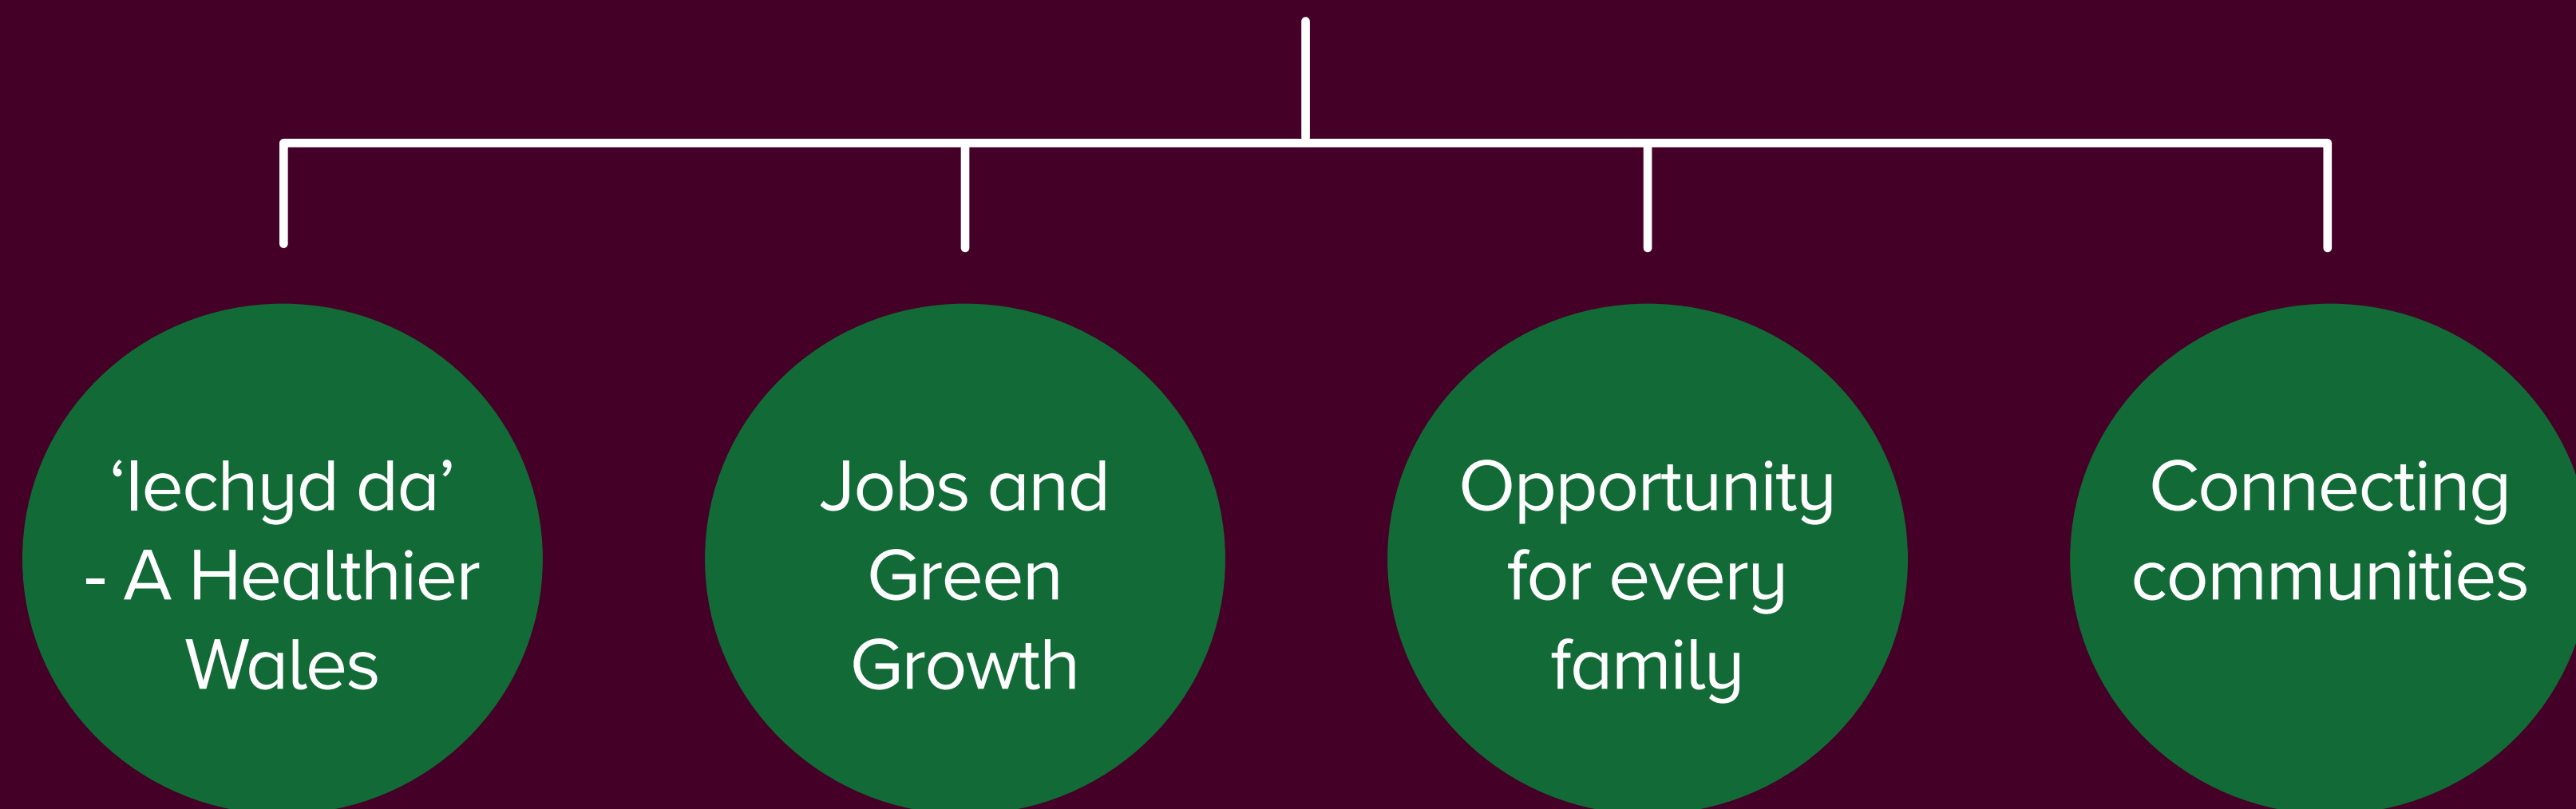 ‘Iechyd da’
- A Healthier
Wales
Jobs and
Green
Growth
Opportunity
for every
family
Connecting
communities